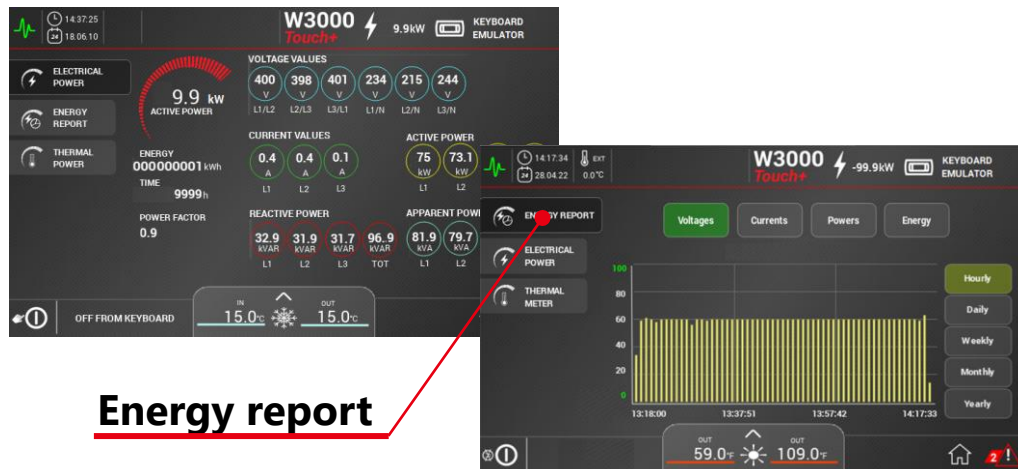 14:37:25
18.06.10
W3000
Touch+
9.9kW
KEYBOARD
EMULATOR
ELECTRICAL
POWER
ENERGY
REPORT
THERMAL
POWER
9.9 kW
ACTIVE POWER
ENERGY
000000001 kWh
TIME
9999h
POWER FACTOR
0.9
VOLTAGE VALUES
400 398 401 234 215 244
V V V V V V
L1/L2 L2/L3 L3/L1 L1/N L2/N L3/N
CURRENT VALUES
0.4 0.4 0.1
A A A
L1 L2 L3
ACTIVE POWER
75 73.1
kW kW
L1 L2
REACTIVE POWER
32.9 31.9 31.7 96.9
kVAR kVAR kVAR kVAR
L1 L2 L3 TOT
APPARENT POW
81.9 79.7
kVA kVA
L1 L2
OFF FROM KEYBOARD
IN OUT
15.0°C 15.0°C
14:17:34 EXT
24 28.04.22 0.0°C
W3000
Touch+
-99.9kW
KEYBOARD
EMULATOR
ENERGY REPORT
ELECTRICAL
POWER
THERMAL
METER
Voltages Currents Powers Energy
100
80
60
40
20
0
13:18:00 13:37:51 13:57:42 14:17:33
Hourly
Daily
Weekly
Monthly
Yearly
OUT OUT
59.0°F 109.0°F
2 !
Energy report